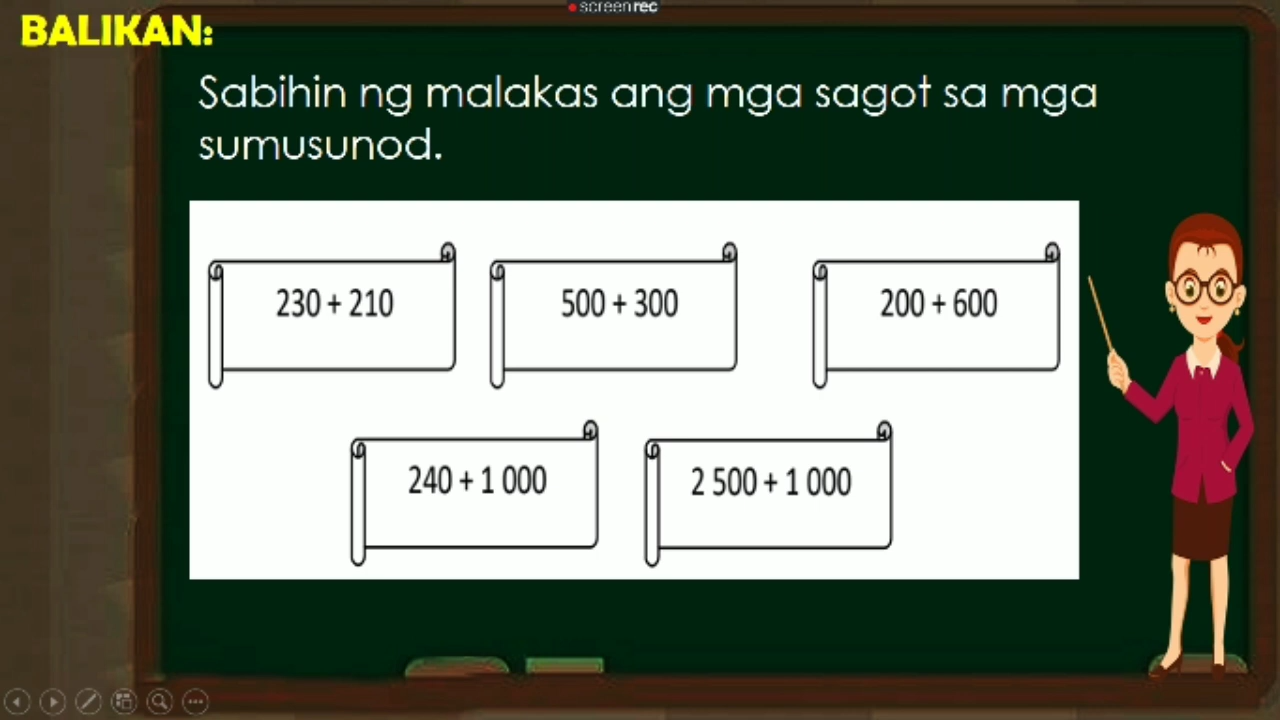 screenrec
BALIKAN:
Sabihin ng malakas ang mga sagot sa mga
sumusunod.
230 + 210
500 + 300
200 + 600
240 + 1 000
2 500 + 1 000